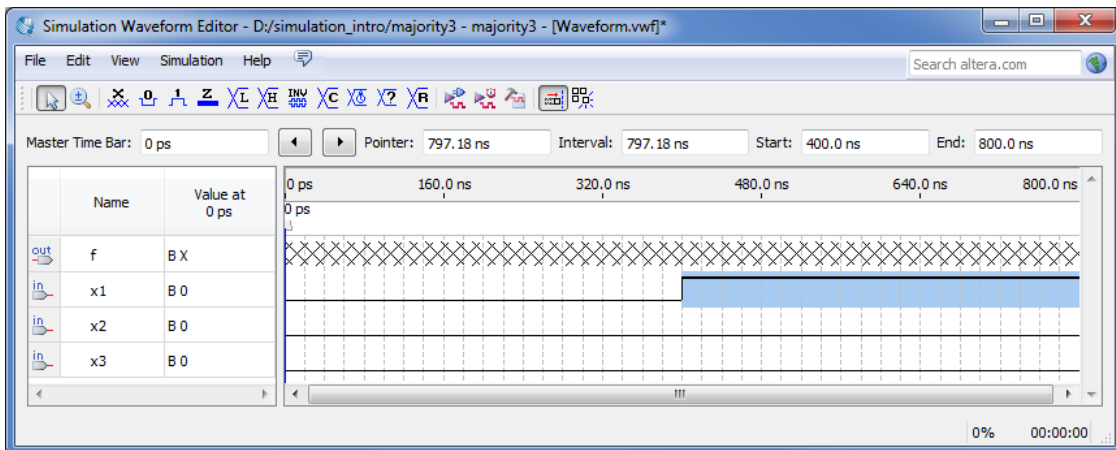 Simulation Waveform Editor - D:/simulation_intro/majority3 - majority3 - [Waveform.vwf]*
File Edit View Simulation Help Search altera.com
Master Time Bar: 0 ps Pointer: 797.18 ns Interval: 797.18 ns Start: 400.0 ns End: 800.0 ns
Name Value at 0 ps
0 ps 160.0 ns 320.0 ns 480.0 ns 640.0 ns 800.0 ns
0 ps
out f B X
in x1 B 0
in x2 B 0
in x3 B 0
0% 00:00:00